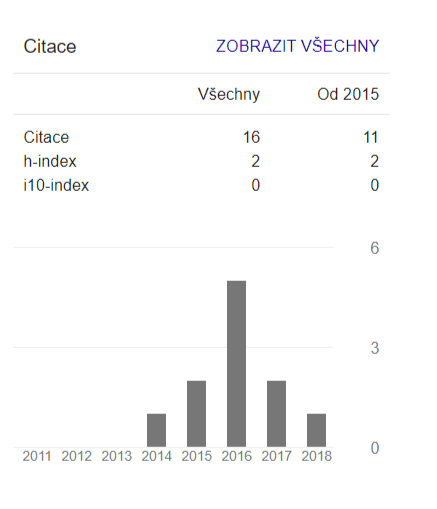 Citace ZOBRAZIT VŠECHNY
Všechny Od 2015
Citace 16 11
h-index 2 2
i10-index 0 0
6
3
0
2011 2012 2013 2014 2015 2016 2017 2018